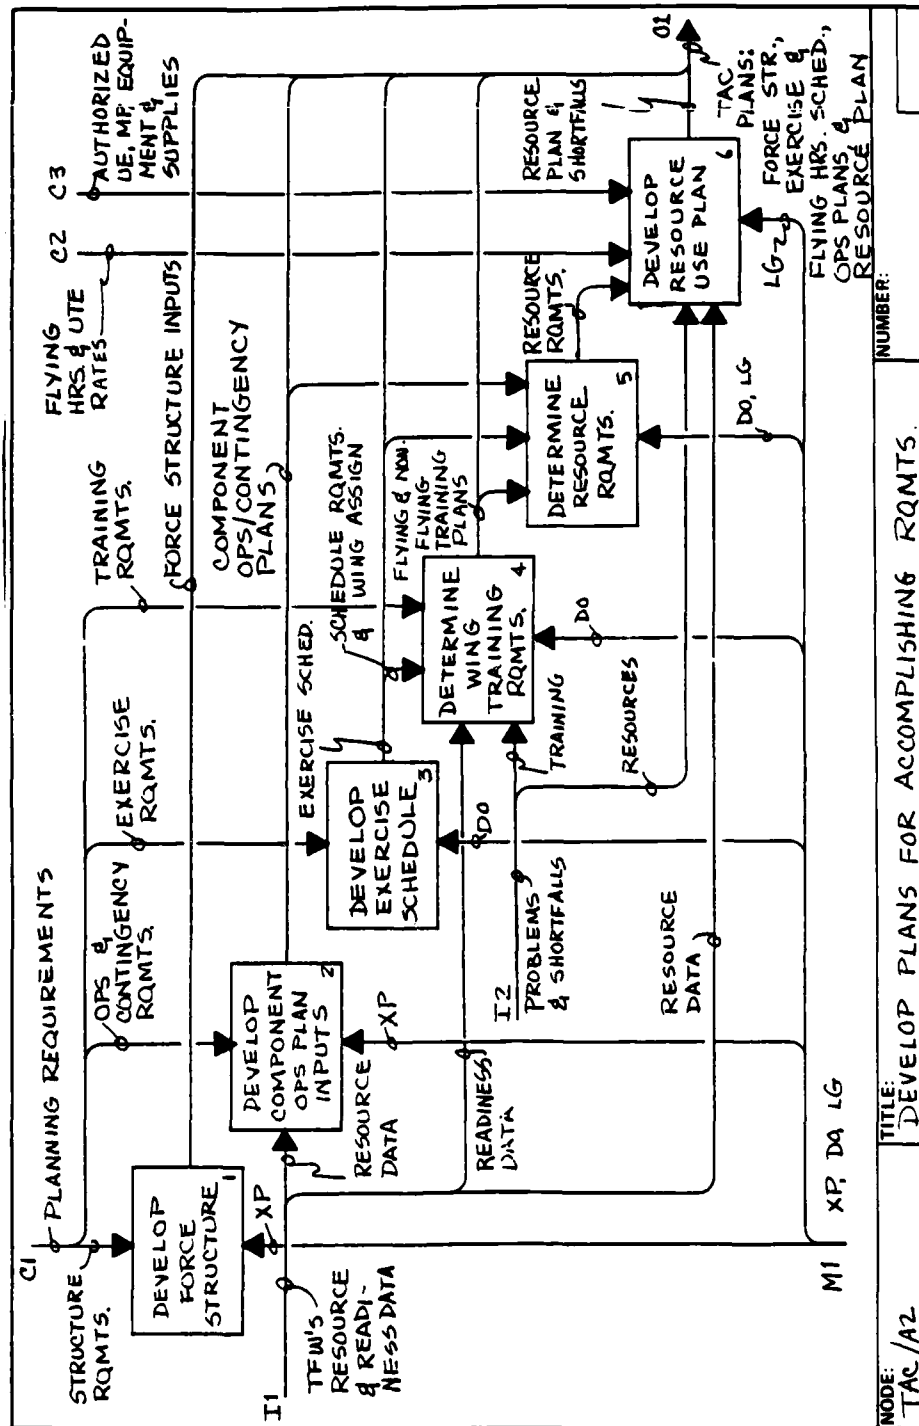 C1
PLANNING REQUIREMENTS
STRUCTURE
RQMTS.
OPS &
CONTINGENCY
RQMTS.
EXERCISE
RQMTS.
TRAINING
RQMTS.
FLYING
HRS. & UTE
RATES
C2
C3
AUTHORIZED
UE, MP, EQUIP-
MENT &
SUPPLIES
DEVELOP
FORCE
STRUCTURE
1
FORCE STRUCTURE INPUTS
XP
I1
TFW'S
RESOURCE
& READI-
NESS DATA
DEVELOP
COMPONENT
OPS PLAN
INPUTS
2
COMPONENT
OPS/CONTINGENCY
PLANS
RESOURCE
DATA
XP
DEVELOP
EXERCISE
SCHEDULE
3
EXERCISE SCHED.
SCHEDULE RQMTS.
& WING ASSIGN
DO
READINESS
DATA
I2
PROBLEMS
& SHORTFALLS
DETERMINE
WING
TRAINING
RQMTS.
4
FLYING & NON-
FLYING
TRAINING
PLANS
TRAINING
DO
RESOURCES
RESOURCE
DATA
DETERMINE
RESOURCE
RQMTS.
5
RESOURCE
RQMTS.
DO, LG
DEVELOP
RESOURCE
USE PLAN
6
RESOURCE
PLAN &
SHORTFALLS
LG
O1
TAC
PLANS:
FORCE STR.,
EXERCISE &
FLYING HRS. SCHED.,
OPS PLANS &
RESOURCE PLAN
M1
XP, DO, LG
NODE:
TAC/A2
TITLE:
DEVELOP PLANS FOR ACCOMPLISHING RQMTS.
NUMBER: